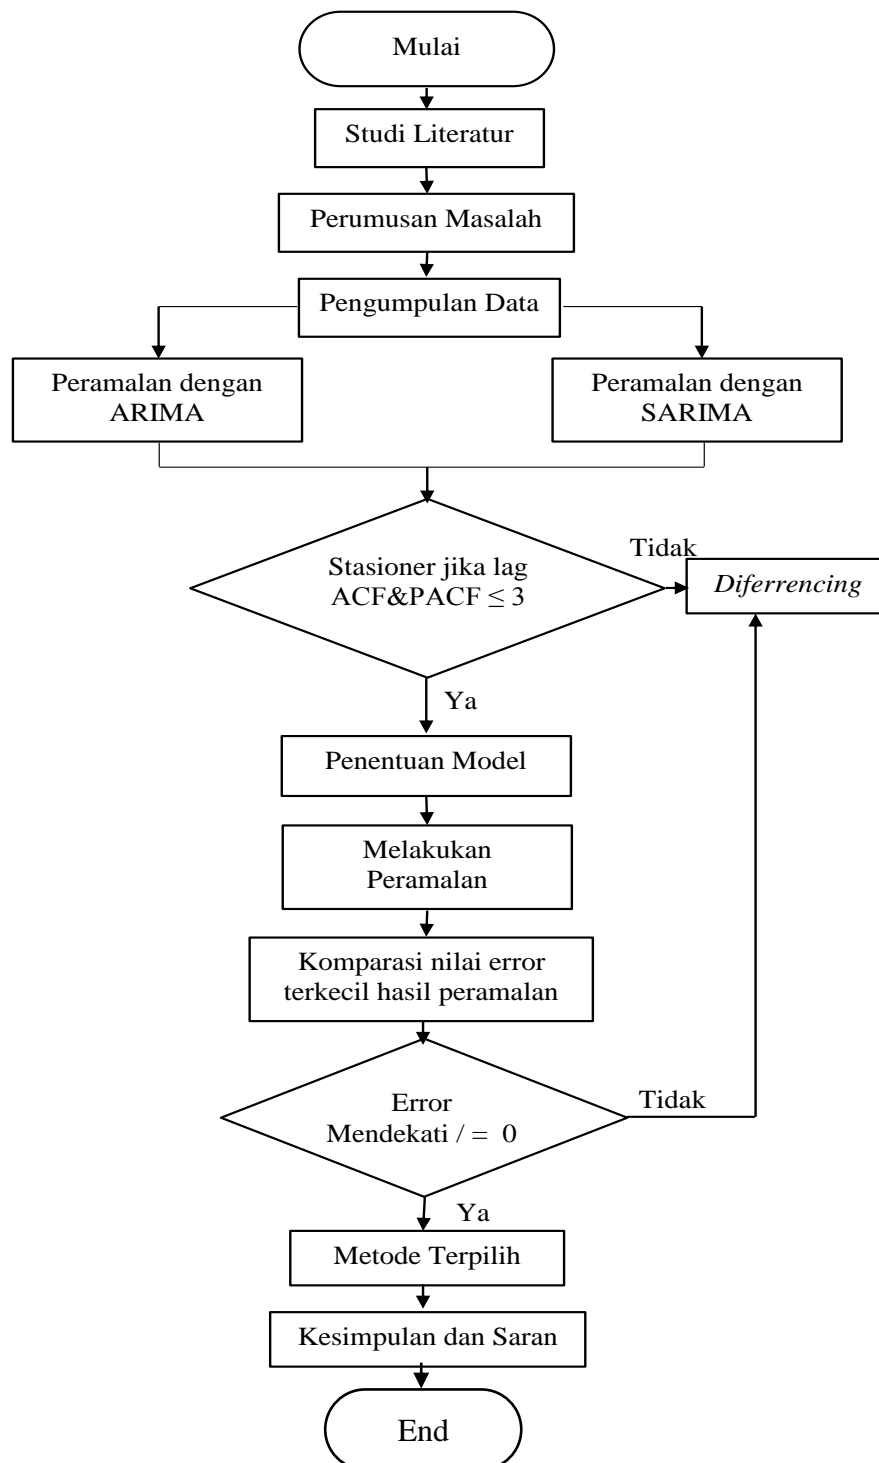 Mulai
Studi Literatur
Perumusan Masalah
Pengumpulan Data
Peramalan dengan
ARIMA
Peramalan dengan
SARIMA
Stasioner jika lag
ACF&PACF ≤ 3
Tidak
Diferrencing
Ya
Penentuan Model
Melakukan
Peramalan
Komparasi nilai error
terkecil hasil peramalan
Error
Mendekati / = 0
Tidak
Ya
Metode Terpilih
Kesimpulan dan Saran
End